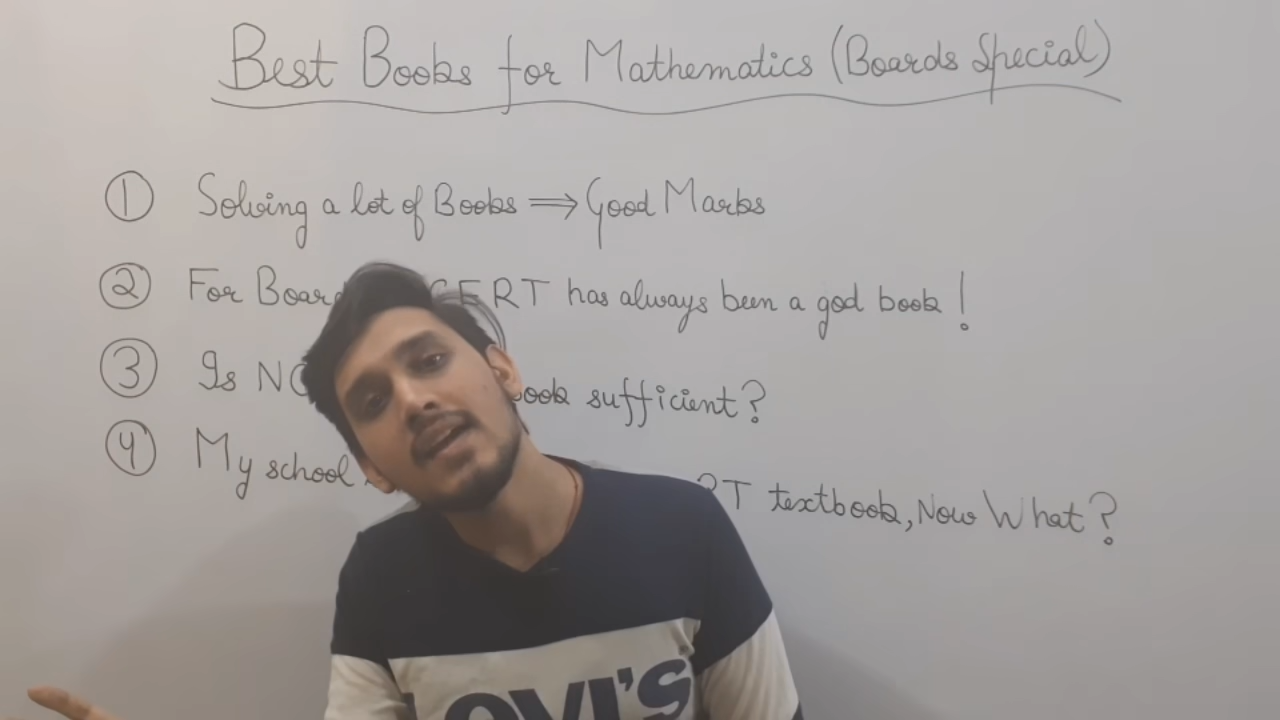 Best Books for Mathematics (Boards Special)
① Solving a lot of Books ⟹ Good Marks
② For Boar ERT has always been a god book!
③ Is NC ook sufficient?
④ My school T textbook, Now What?